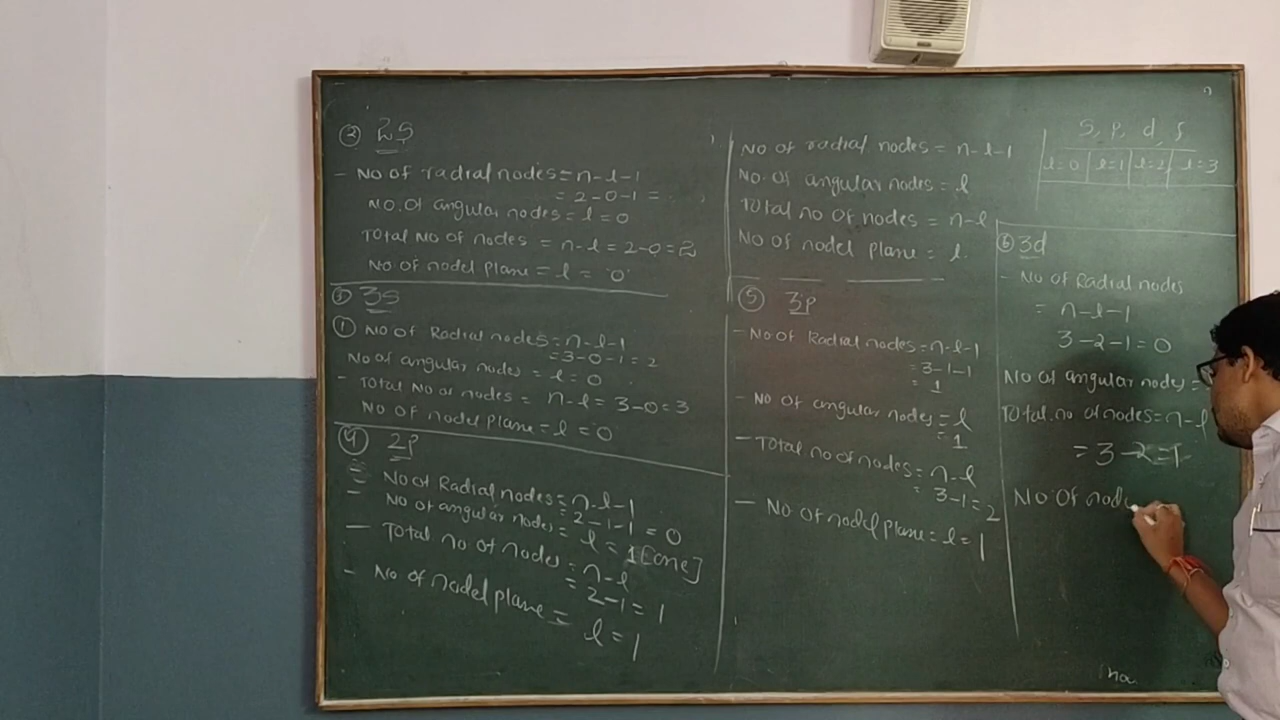 ② 2s
- No of radial nodes = n-l-1
= 2-0-1 =
No. of angular nodes = l = 0
Total No of nodes = n-l = 2-0 = 2
No of nodel plane = l = 0
③ 3s
① No of Radial nodes = n-l-1
= 3-0-1 = 2
No of angular nodes = l = 0
- Total No of nodes = n-l = 3-0 = 3
No of nodel plane = l = 0
④ 2p
No of Radial nodes = n-l-1
= 2-1-1 = 0
- No of angular nodes = l = 1 [one]
- Total no of nodes = n-l
= 2-1 = 1
- No of nodel plane =
l = 1
No of radial nodes = n-l-1
No. of angular nodes = l
Total no of nodes = n-l
No of nodel plane = l.
⑤ 3p
- No of Radial nodes = n-l-1
= 3-1-1
= 1
- No of angular nodes = l
= 1
- Total no of nodes = n-l
= 3-1 = 2
- No of nodel plane = l = 1
s, p, d, f
l=0 | l=1 | l=2 | l=3
⑥ 3d
- No of Radial nodes
= n-l-1
3-2-1 = 0
No of angular nodes =
Total no of nodes = n-l
= 3-2 = 1
No of node